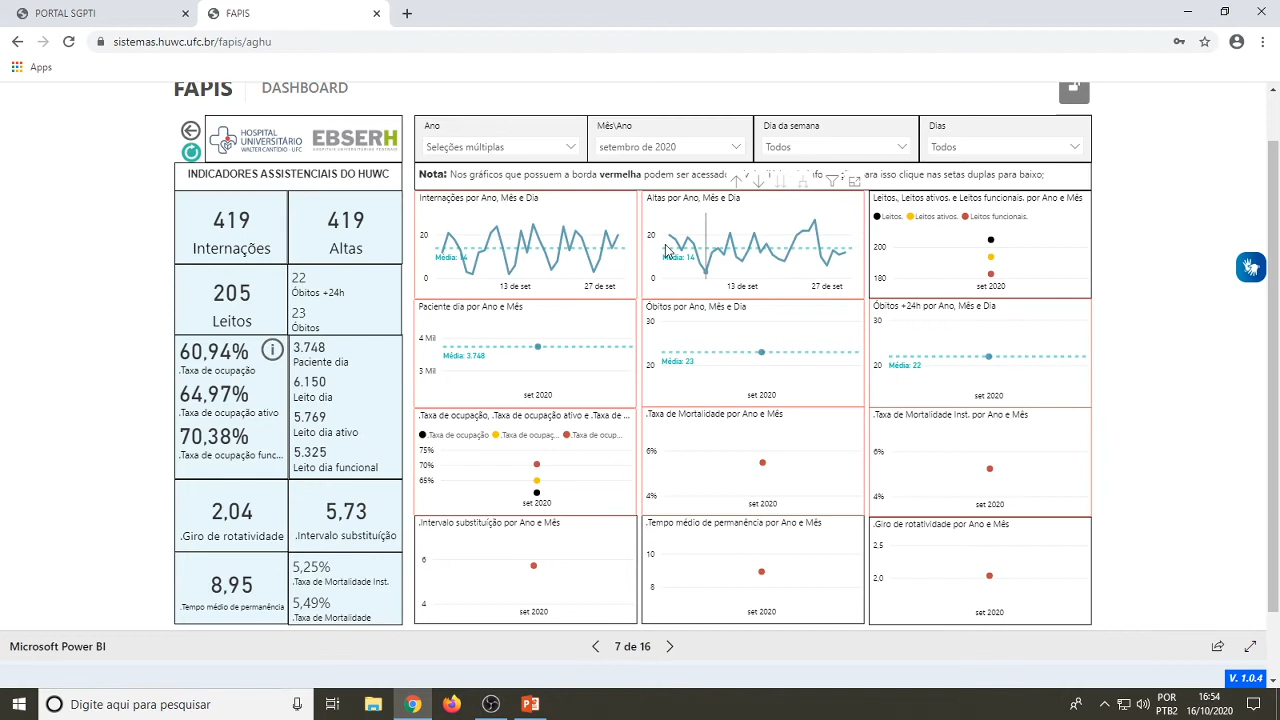 PORTAL SGPTI
FAPIS
sistemas.huwc.ufc.br/fapis/aghu
Apps
FAPIS
DASHBOARD
HOSPITAL
UNIVERSITÁRIO
WALTER CANTÍDIO - UFC
EBSERH
HOSPITAIS UNIVERSITÁRIOS FEDERAIS
Ano
Seleções múltiplas
Mês\Ano
setembro de 2020
Dia da semana
Todos
Dias
Todos
INDICADORES ASSISTENCIAIS DO HUWC
Nota: Nos gráficos que possuem a borda vermelha podem ser acessad
ara isso clique nas setas duplas para baixo;
419
Internações
419
Altas
205
Leitos
22
Óbitos +24h
23
Óbitos
60,94%
.Taxa de ocupação
64,97%
.Taxa de ocupação ativo
70,38%
.Taxa de ocupação func...
3.748
Paciente dia
6.150
Leito dia
5.769
Leito dia ativo
5.325
Leito dia funcional
2,04
.Giro de rotatividade
5,73
.Intervalo substituição
8,95
.Tempo médio de permanência
5,25%
.Taxa de Mortalidade Inst.
5,49%
.Taxa de Mortalidade
Internações por Ano, Mês e Dia
20
Média: 14
0
13 de set
27 de set
Altas por Ano, Mês e Dia
20
Média: 14
0
13 de set
27 de set
Leitos., Leitos ativos. e Leitos funcionais. por Ano e Mês
Leitos.
Leitos ativos.
Leitos funcionais.
200
180
set 2020
Paciente dia por Ano e Mês
4 Mil
Média: 3.748
3 Mil
set 2020
Óbitos por Ano, Mês e Dia
30
Média: 23
20
set 2020
Óbitos +24h por Ano, Mês e Dia
30
20
Média: 22
set 2020
.Taxa de ocupação, .Taxa de ocupação ativo e .Taxa de ...
.Taxa de ocupação
.Taxa de ocupaç...
.Taxa de ocup...
75%
70%
65%
set 2020
.Taxa de Mortalidade por Ano e Mês
6%
4%
set 2020
.Taxa de Mortalidade Inst. por Ano e Mês
6%
4%
set 2020
.Intervalo substituição por Ano e Mês
6
4
set 2020
.Tempo médio de permanência por Ano e Mês
10
8
set 2020
.Giro de rotatividade por Ano e Mês
2,5
2,0
set 2020
Microsoft Power BI
7 de 16
V. 1.0.4
Digite aqui para pesquisar
POR
PTB2
16:54
16/10/2020